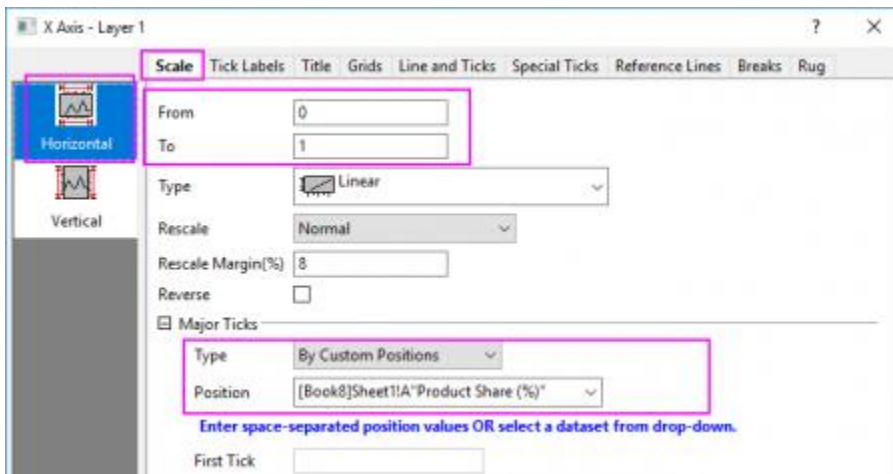 X Axis - Layer 1
Scale Tick Labels Title Grids Line and Ticks Special Ticks Reference Lines Breaks Rug
Horizontal
Vertical
From 0
To 1
Type Linear
Rescale Normal
Rescale Margin(%) 8
Reverse
Major Ticks
Type By Custom Positions
Position [Book8]Sheet1!A"Product Share (%)"
Enter space-separated position values OR select a dataset from drop-down.
First Tick